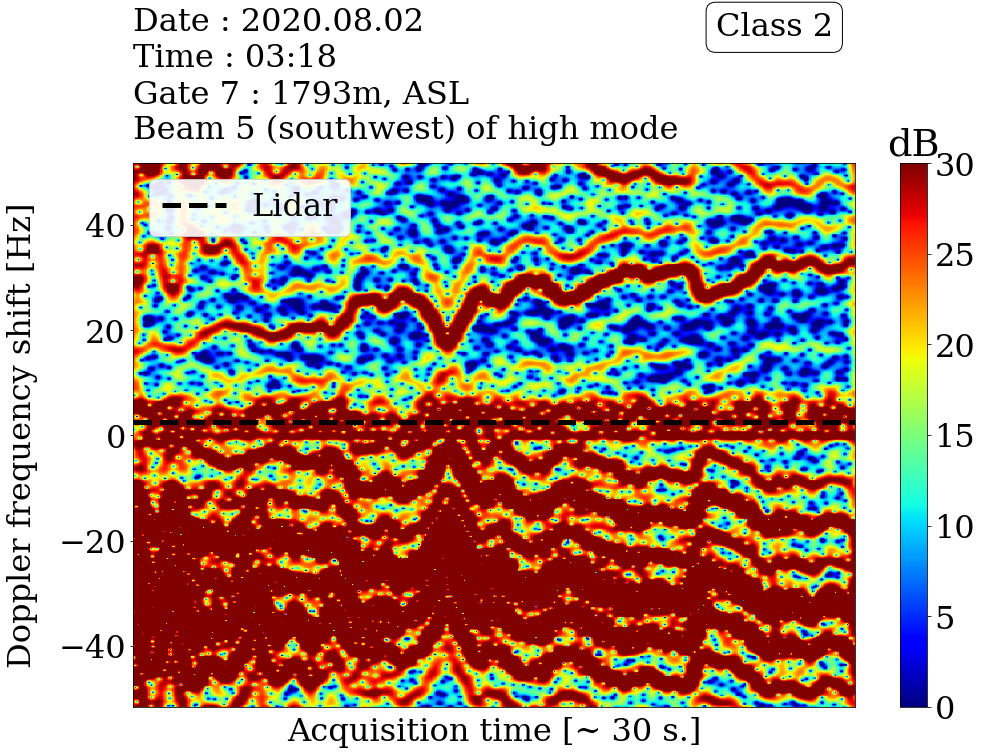 Date : 2020.08.02
Time : 03:18
Gate 7 : 1793m, ASL
Beam 5 (southwest) of high mode
Class 2
dB
Lidar
Doppler frequency shift [Hz]
40
20
0
−20
−40
30
25
20
15
10
5
0
Acquisition time [~ 30 s.]